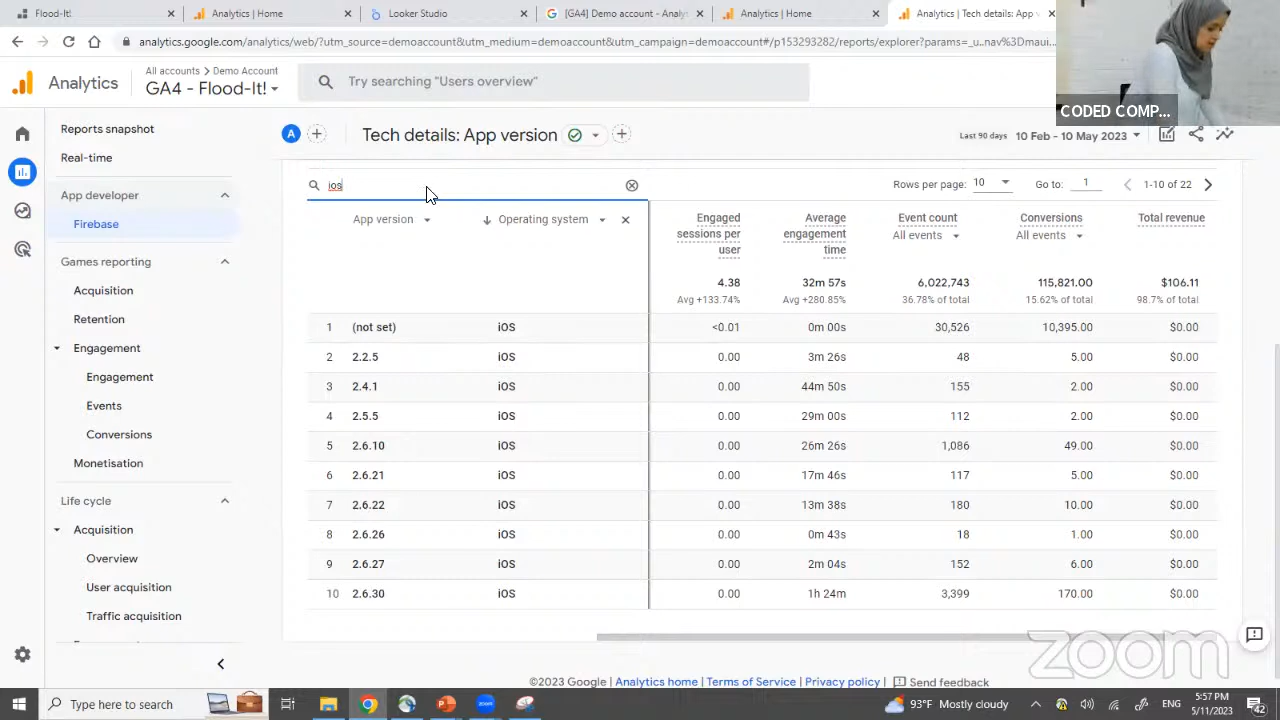 Flood-It!
Analytics | Home
Looker Studio
[GA4] Demo account - Analy
Analytics | Home
Analytics | Tech details: App v
analytics.google.com/analytics/web/?utm_source=demoaccount&utm_medium=demoaccount&utm_campaign=demoaccount#/p153293282/reports/explorer?params=_u..nav%3Dmaui...
CODED COMP...
Analytics
All accounts > Demo Account
GA4 - Flood-It!
Try searching "Users overview"
Reports snapshot
Real-time
App developer
Firebase
Games reporting
Acquisition
Retention
Engagement
Engagement
Events
Conversions
Monetisation
Life cycle
Acquisition
Overview
User acquisition
Traffic acquisition
A
Tech details: App version
Last 90 days 10 Feb - 10 May 2023
ios
Rows per page: 10
Go to: 1
1-10 of 22
App version
Operating system
Engaged sessions per user
Average engagement time
Event count
All events
Conversions
All events
Total revenue
4.38 32m 57s 6,022,743 115,821.00 $106.11
Avg +133.74% Avg +280.85% 36.78% of total 15.62% of total 98.7% of total
1 (not set) iOS <0.01 0m 00s 30,526 10,395.00 $0.00
2 2.2.5 iOS 0.00 3m 26s 48 5.00 $0.00
3 2.4.1 iOS 0.00 44m 50s 155 2.00 $0.00
4 2.5.5 iOS 0.00 29m 00s 112 2.00 $0.00
5 2.6.10 iOS 0.00 26m 26s 1,086 49.00 $0.00
6 2.6.21 iOS 0.00 17m 46s 117 5.00 $0.00
7 2.6.22 iOS 0.00 13m 38s 180 10.00 $0.00
8 2.6.26 iOS 0.00 0m 43s 18 1.00 $0.00
9 2.6.27 iOS 0.00 2m 04s 152 6.00 $0.00
10 2.6.30 iOS 0.00 1h 24m 3,399 170.00 $0.00
zoom
©2023 Google | Analytics home | Terms of Service | Privacy policy | Send feedback
Type here to search
93°F Mostly cloudy
ENG
5:57 PM
5/11/2023
42